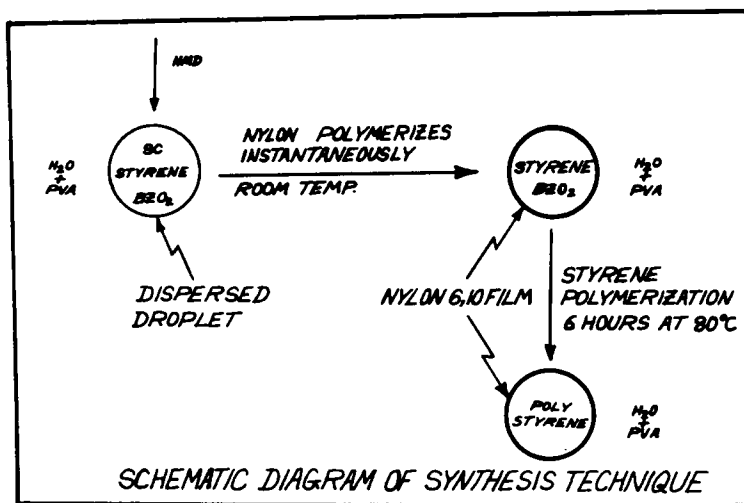 HMD
H₂O
+
PVA
SC
STYRENE
BZO₂
NYLON POLYMERIZES
INSTANTANEOUSLY
ROOM TEMP.
STYRENE
BZO₂
H₂O
+
PVA
DISPERSED
DROPLET
NYLON 6,10 FILM
STYRENE
POLYMERIZATION
6 HOURS AT 80°C
POLY
STYRENE
H₂O
+
PVA
SCHEMATIC DIAGRAM OF SYNTHESIS TECHNIQUE